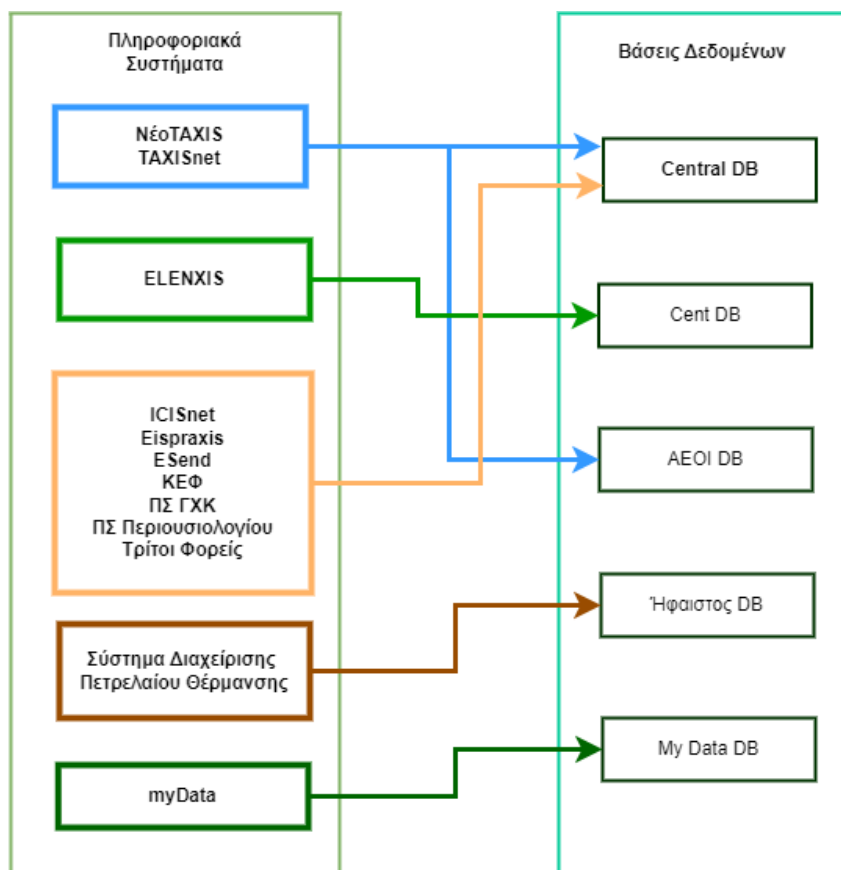 Πληροφοριακά
Συστήματα
ΝέοTAXIS
TAXISnet
ELENXIS
ICISnet
Eispraxis
ESend
ΚΕΦ
ΠΣ ΓΧΚ
ΠΣ Περιουσιολογίου
Τρίτοι Φορείς
Σύστημα Διαχείρισης
Πετρελαίου Θέρμανσης
myData
Βάσεις Δεδομένων
Central DB
Cent DB
AEOI DB
Ήφαιστος DB
My Data DB